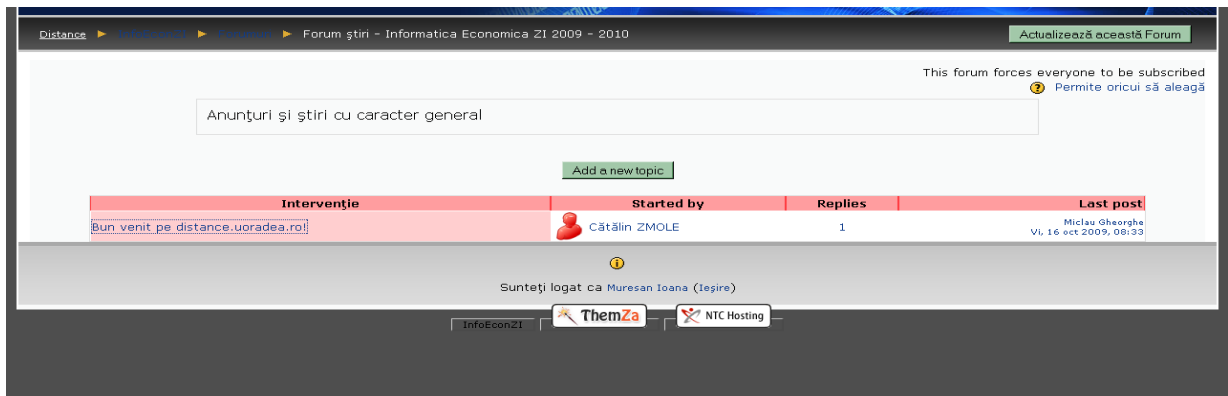 Distance ► InfoEconZI ► Forumuri ► Forum ştiri - Informatica Economica ZI 2009 - 2010
Actualizează această Forum
This forum forces everyone to be subscribed
Permite oricui să aleagă
Anunţuri şi ştiri cu caracter general
Add a new topic
Intervenţie Started by Replies Last post
Bun venit pe distance.uoradea.ro! Cătălin ZMOLE 1 Miclau Gheorghe
Vi, 16 oct 2009, 08:33
Sunteţi logat ca Muresan Ioana (Ieşire)
InfoEconZI ThemZa NTC Hosting